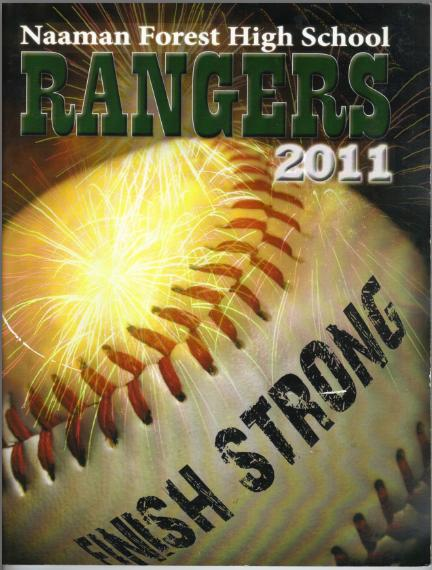 Naaman Forest High School
RANGERS
2011
FINISH STRONG